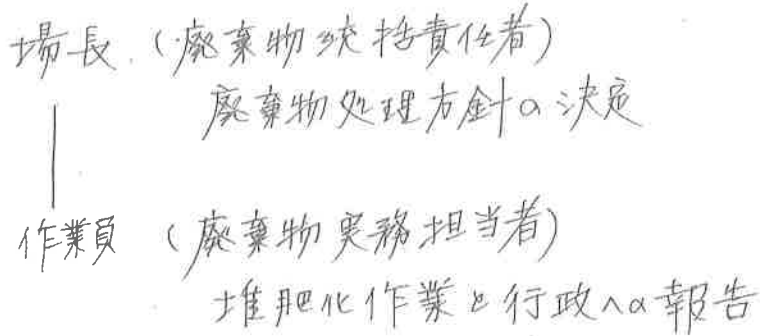 場長 (廃棄物統括責任者)
廃棄物処理方針の決定
作業員 (廃棄物実務担当者)
堆肥化作業と行政への報告